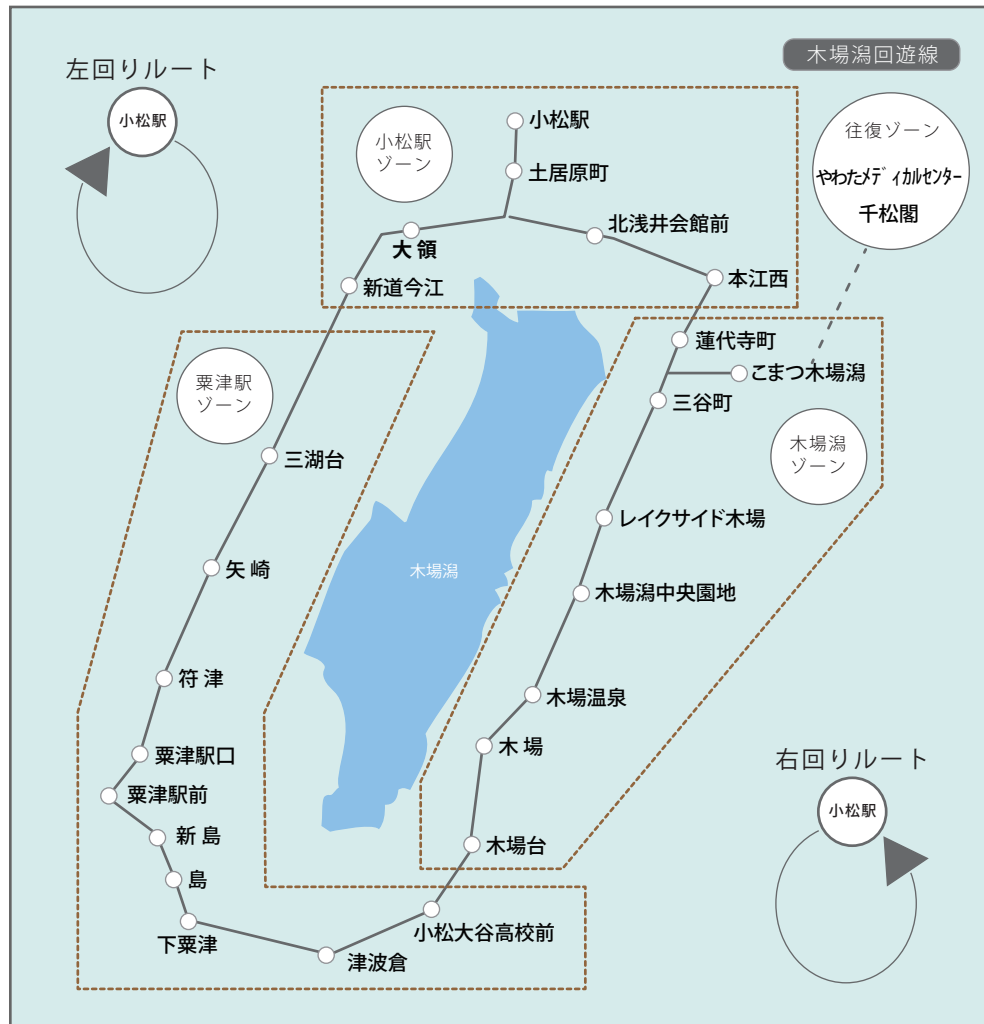 木場潟回遊線
左回りルート
小松駅
往復ゾーン
やわたメディカルセンター
千松閣
小松駅
ゾーン
小松駅
土居原町
北浅井会館前
大領
本江西
新道今江
蓮代寺町
こまつ木場潟
三谷町
粟津駅
ゾーン
木場潟
ゾーン
三湖台
レイクサイド木場
矢崎
木場潟
木場潟中央園地
符津
木場温泉
粟津駅口
木場
粟津駅前
新島
木場台
島
下粟津
小松大谷高校前
津波倉
右回りルート
小松駅